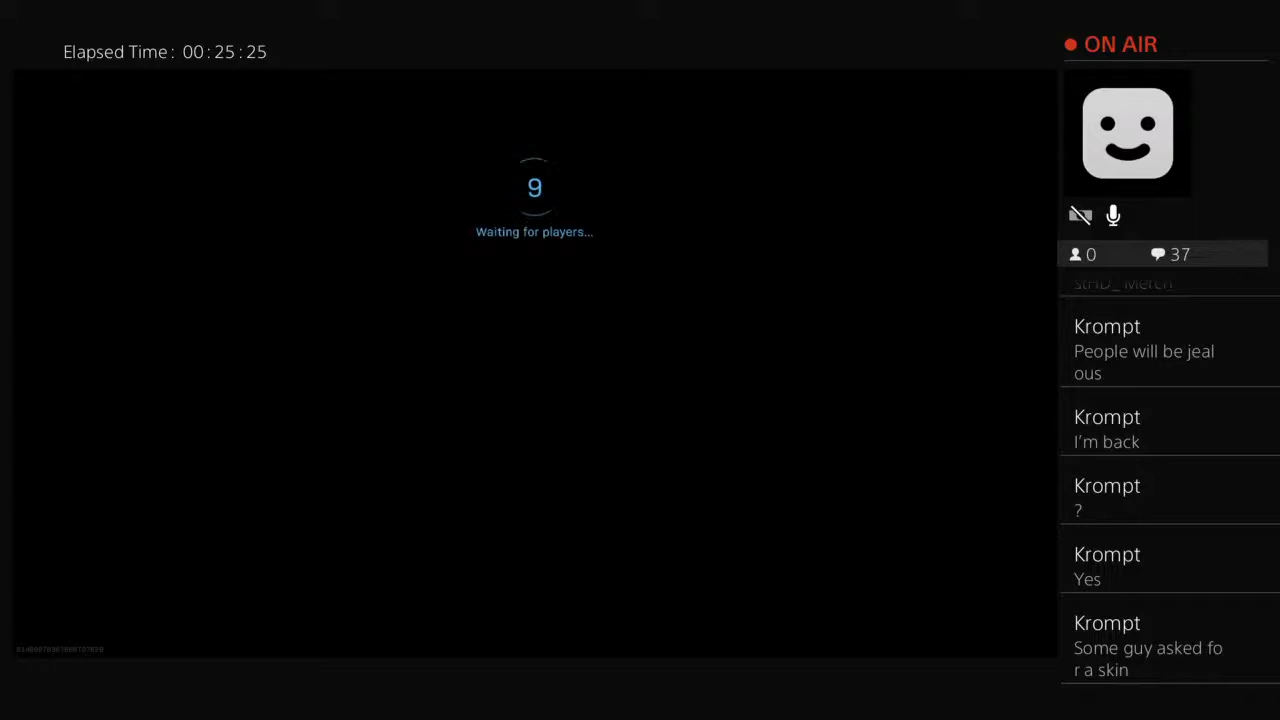 Elapsed Time: 00:25:25
ON AIR
9
Waiting for players...
0
37
Krompt
People will be jeal
ous
Krompt
I'm back
Krompt
?
Krompt
Yes
Krompt
Some guy asked fo
r a skin